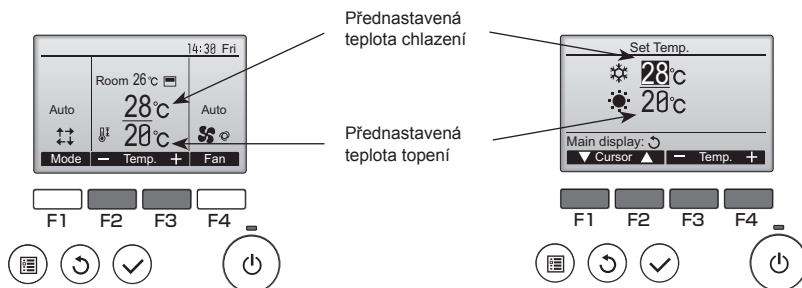 Přednastavená
teplota chlazení
Přednastavená
teplota topení
14:30 Fri
Room 26°C
Auto
28°C
Auto
20°C
Mode − Temp. + Fan
F1 F2 F3 F4
Set Temp.
28°C
20°C
Main display:
▼ Cursor ▲ − Temp. +
F1 F2 F3 F4